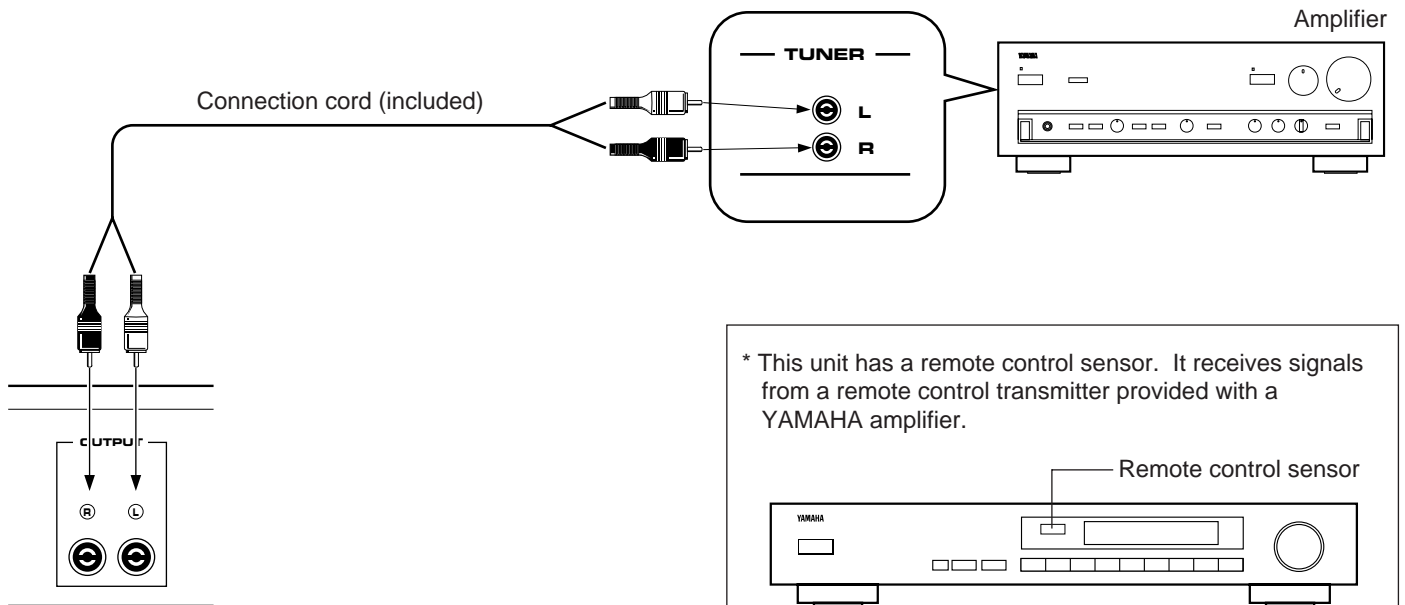 Amplifier
YAMAHA
TUNER
Connection cord (included)
L
R
OUTPUT
R L
* This unit has a remote control sensor. It receives signals
from a remote control transmitter provided with a
YAMAHA amplifier.
Remote control sensor
YAMAHA